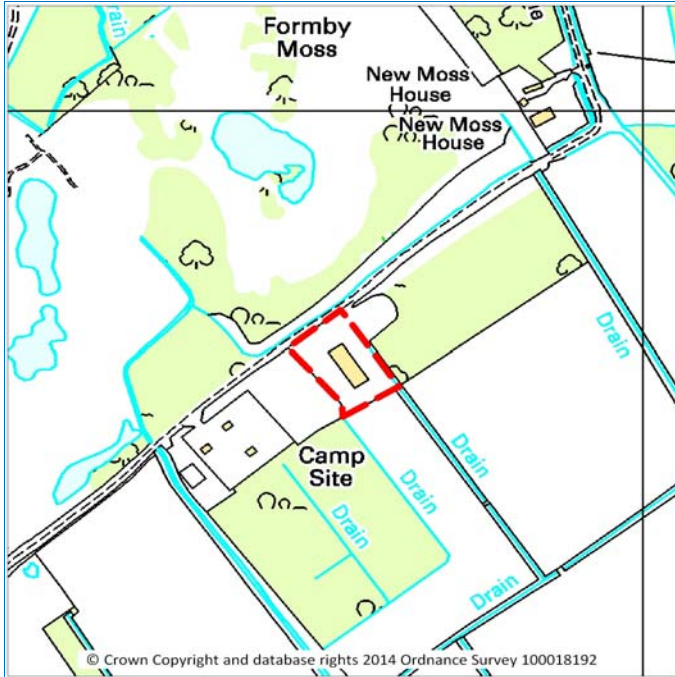 Drain
Formby
Moss
New Moss
House
New Moss
House
Drain
Camp
Site
Drain
Drain
Drain
Drain
© Crown Copyright and database rights 2014 Ordnance Survey 100018192